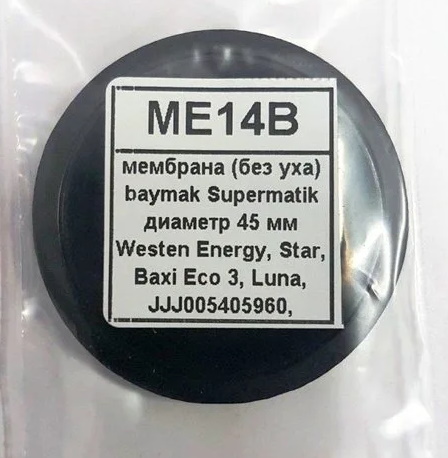 ME14B
мембрана (без уха)
baymak Supermatik
диаметр 45 мм
Westen Energy, Star,
Baxi Eco 3, Luna,
JJJ005405960,